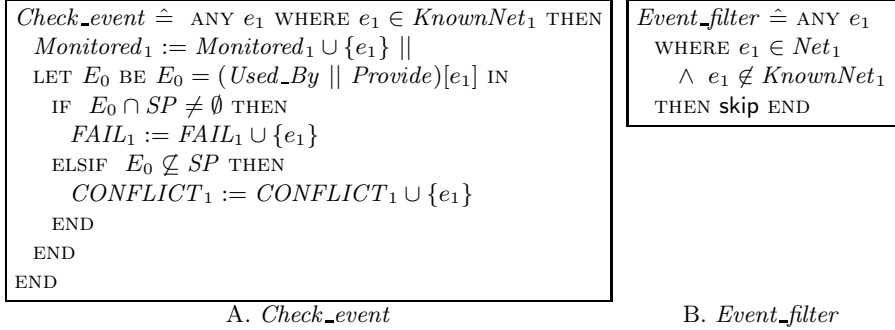 Check_event ≙ ANY e₁ WHERE e₁ ∈ KnownNet₁ THEN
Monitored₁ := Monitored₁ ∪ {e₁} ||
LET E₀ BE E₀ = (Used_By || Provide)[e₁] IN
IF E₀ ∩ SP ≠ ∅ THEN
FAIL₁ := FAIL₁ ∪ {e₁}
ELSIF E₀ ⊈ SP THEN
CONFLICT₁ := CONFLICT₁ ∪ {e₁}
END
END
END
A. Check_event
Event_filter ≙ ANY e₁
WHERE e₁ ∈ Net₁
∧ e₁ ∉ KnownNet₁
THEN skip END
B. Event_filter